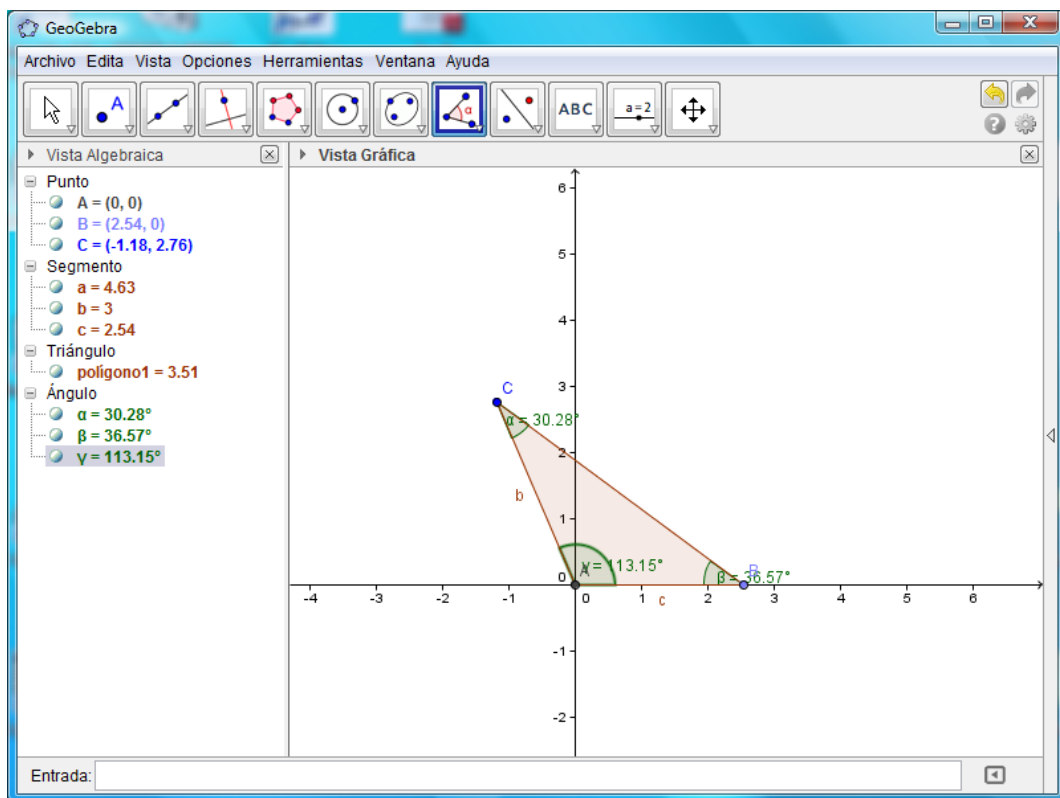 GeoGebra
Archivo Edita Vista Opciones Herramientas Ventana Ayuda
A
α
ABC
a=2
Vista Algebraica
Punto
A = (0, 0)
B = (2.54, 0)
C = (-1.18, 2.76)
Segmento
a = 4.63
b = 3
c = 2.54
Triángulo
polígono1 = 3.51
Ángulo
α = 30.28°
β = 36.57°
γ = 113.15°
Vista Gráfica
6
5
4
C
3
α = 30.28°
2
b
1
γ = 113.15°
A
B
β = 36.57°
0
-4 -3 -2 -1 0 1 2 3 4 5 6
c
-1
-2
Entrada: